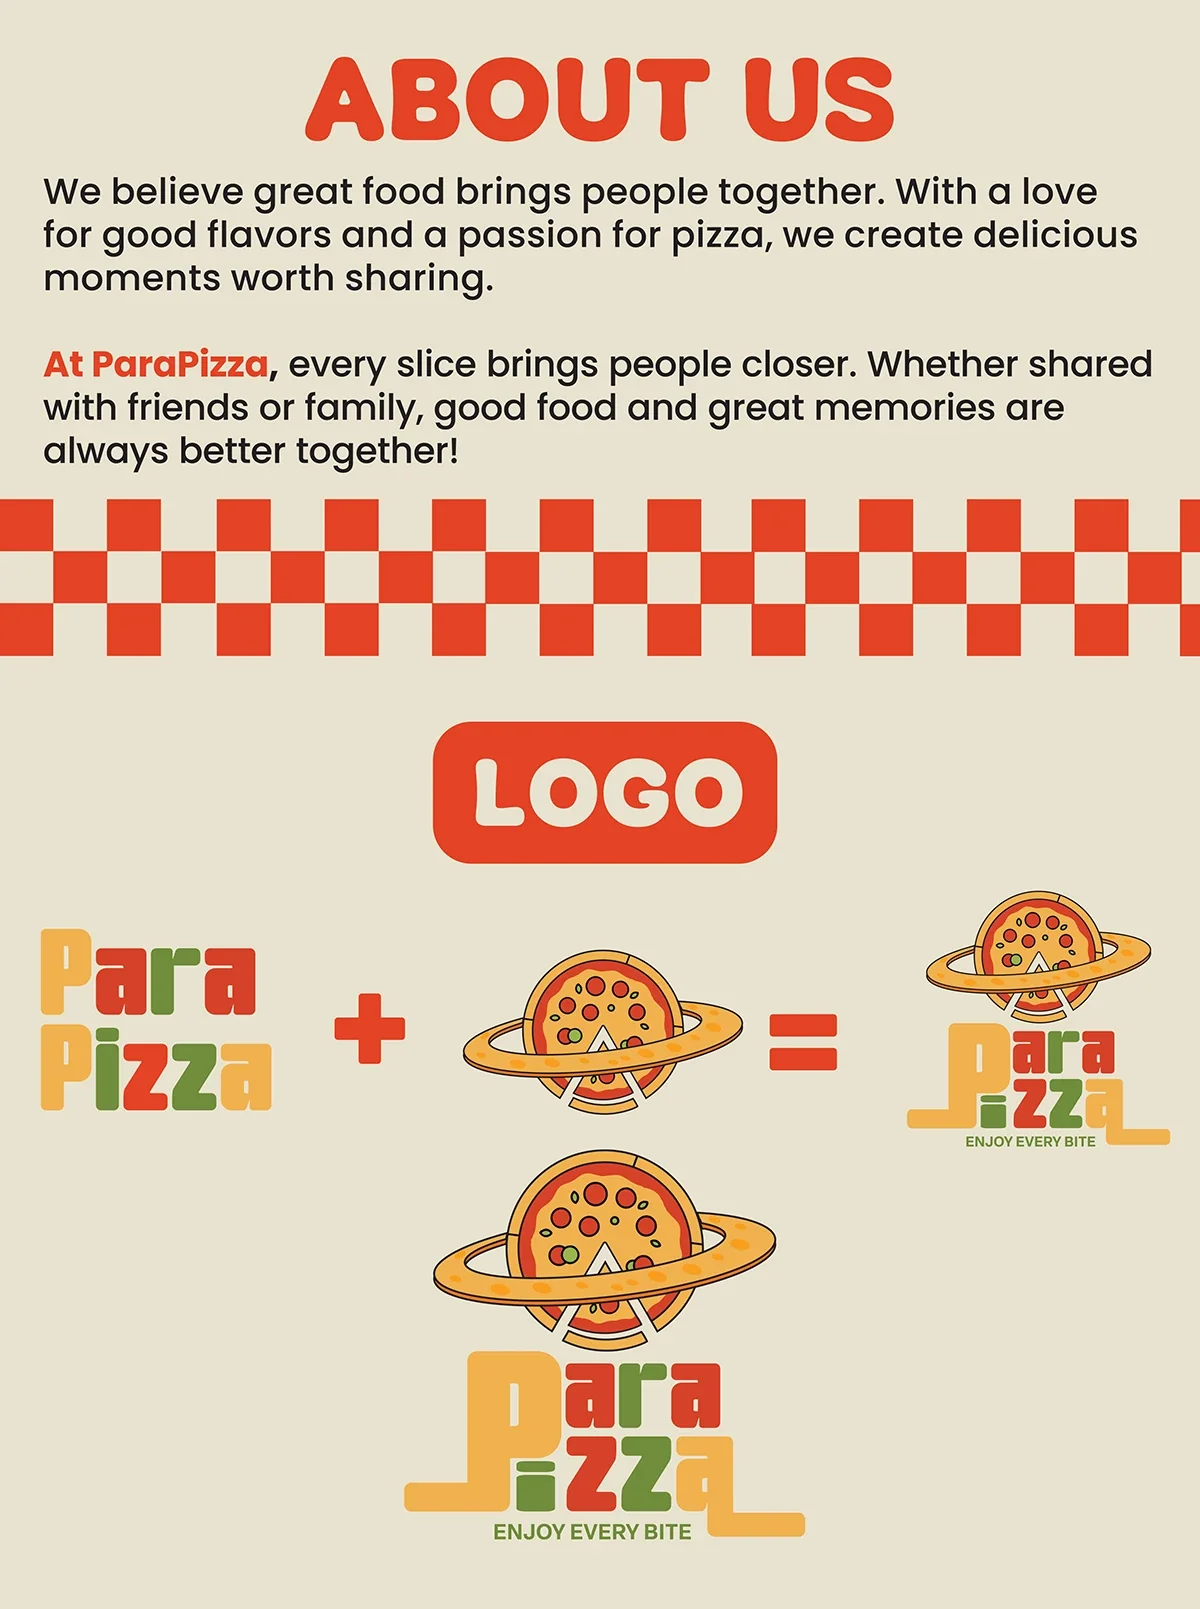 ABOUT US
We believe great food brings people together. With a love
for good flavors and a passion for pizza, we create delicious
moments worth sharing.
At ParaPizza, every slice brings people closer. Whether shared
with friends or family, good food and great memories are
always better together!
LOGO
Para
Pizza
+
=
Para
Pizza
ENJOY EVERY BITE
Para
Pizza
ENJOY EVERY BITE